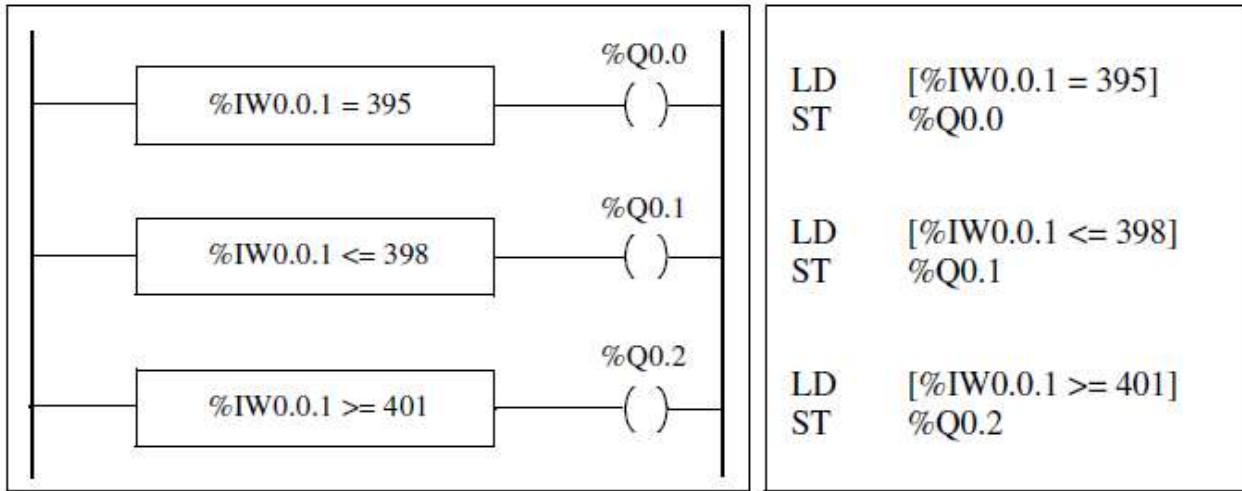 %Q0.0
%IW0.0.1 = 395
( )
%Q0.1
%IW0.0.1 <= 398
( )
%Q0.2
%IW0.0.1 >= 401
( )
LD [%IW0.0.1 = 395]
ST %Q0.0
LD [%IW0.0.1 <= 398]
ST %Q0.1
LD [%IW0.0.1 >= 401]
ST %Q0.2